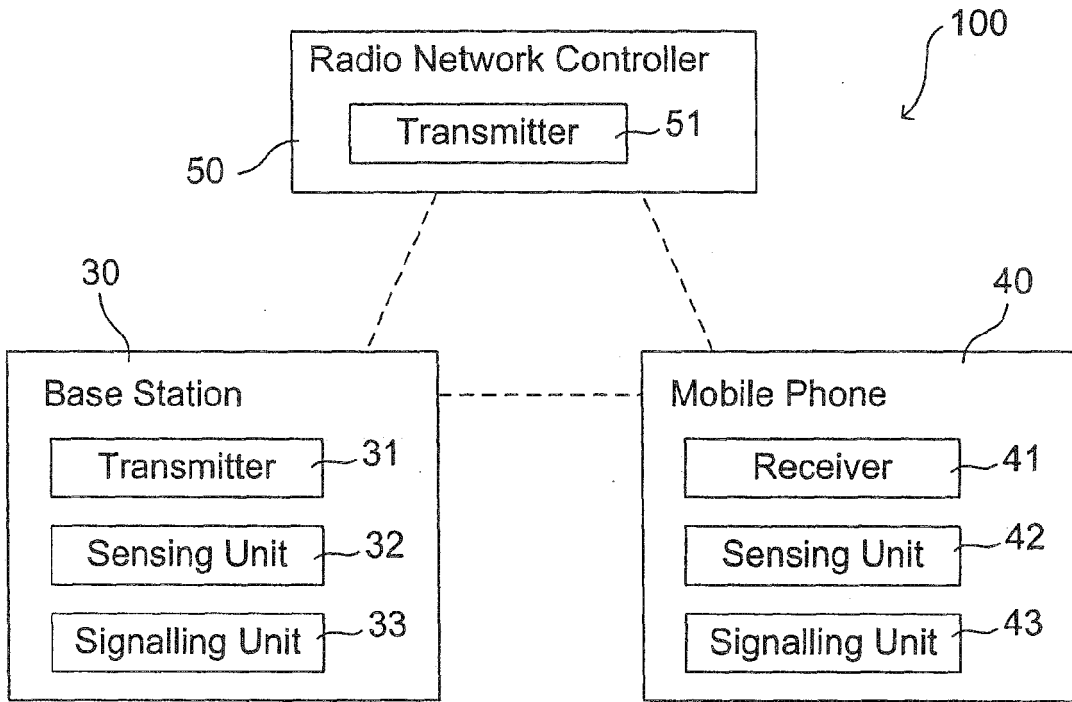 100
Radio Network Controller
Transmitter
51
50
30
40
Base Station
Mobile Phone
Transmitter
31
Receiver
41
Sensing Unit
32
Sensing Unit
42
Signalling Unit
33
Signalling Unit
43